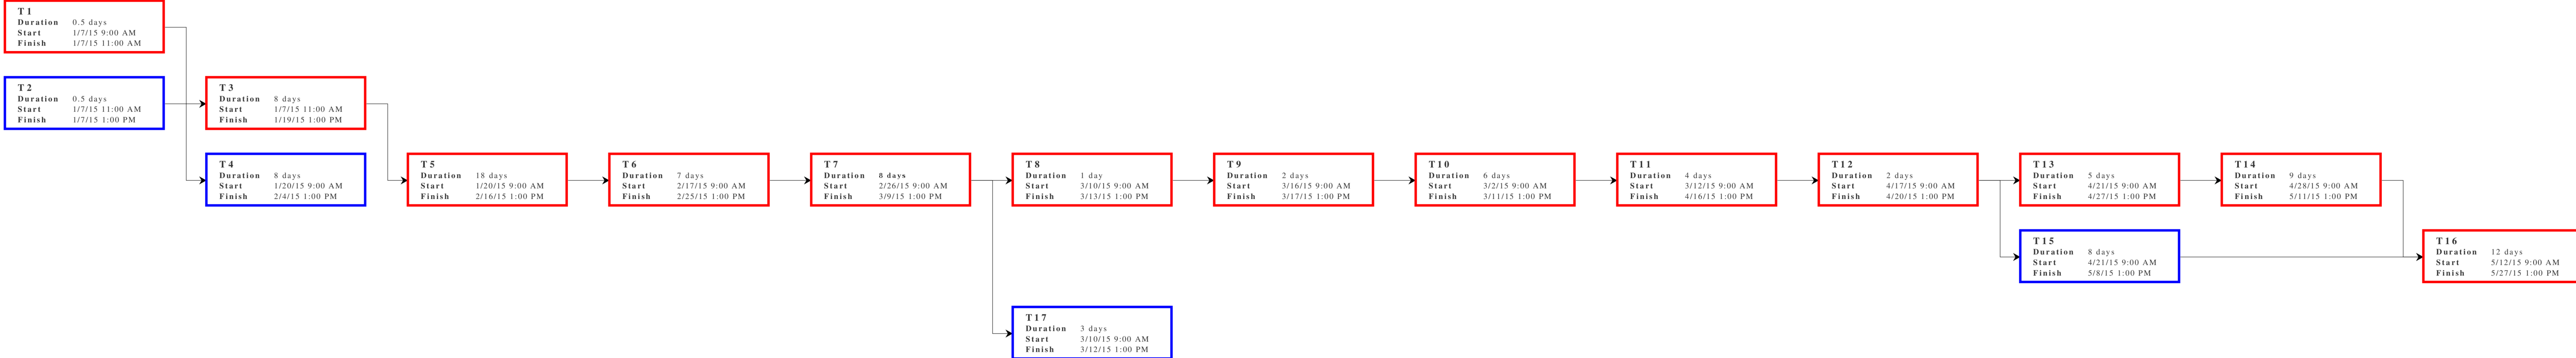 T1
Duration 0.5 days
Start 1/7/15 9:00 AM
Finish 1/7/15 11:00 AM
T2
Duration 0.5 days
Start 1/7/15 11:00 AM
Finish 1/7/15 1:00 PM
T3
Duration 8 days
Start 1/7/15 11:00 AM
Finish 1/19/15 1:00 PM
T4
Duration 8 days
Start 1/20/15 9:00 AM
Finish 2/4/15 1:00 PM
T5
Duration 18 days
Start 1/20/15 9:00 AM
Finish 2/16/15 1:00 PM
T6
Duration 7 days
Start 2/17/15 9:00 AM
Finish 2/25/15 1:00 PM
T7
Duration 8 days
Start 2/26/15 9:00 AM
Finish 3/9/15 1:00 PM
T8
Duration 1 day
Start 3/10/15 9:00 AM
Finish 3/13/15 1:00 PM
T9
Duration 2 days
Start 3/16/15 9:00 AM
Finish 3/17/15 1:00 PM
T10
Duration 6 days
Start 3/2/15 9:00 AM
Finish 3/11/15 1:00 PM
T11
Duration 4 days
Start 3/12/15 9:00 AM
Finish 4/16/15 1:00 PM
T12
Duration 2 days
Start 4/17/15 9:00 AM
Finish 4/20/15 1:00 PM
T13
Duration 5 days
Start 4/21/15 9:00 AM
Finish 4/27/15 1:00 PM
T14
Duration 9 days
Start 4/28/15 9:00 AM
Finish 5/11/15 1:00 PM
T15
Duration 8 days
Start 4/21/15 9:00 AM
Finish 5/8/15 1:00 PM
T16
Duration 12 days
Start 5/12/15 9:00 AM
Finish 5/27/15 1:00 PM
T17
Duration 3 days
Start 3/10/15 9:00 AM
Finish 3/12/15 1:00 PM